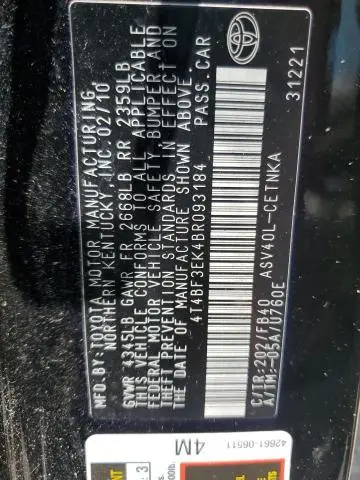 MFD. BY: TOYOTA MOTOR MANUFACTURING,
NORTHERN KENTUCKY, INC. 02/10
GVWR 4345LB GAWR FR 2668LB RR 2359LB
THIS VEHICLE CONFORMS TO ALL APPLICABLE
FEDERAL MOTOR VEHICLE SAFETY, BUMPER AND
THEFT PREVENTION STANDARDS IN EFFECT ON
THE DATE OF MANUFACTURE SHOWN ABOVE.
4T4BF3EK4BR093184 PASS. CAR
C/TR:202/FB40 ASV40L-CETNKA
A/TM:-05A/U760E 31221
TOYOTA
42661-06511
4M